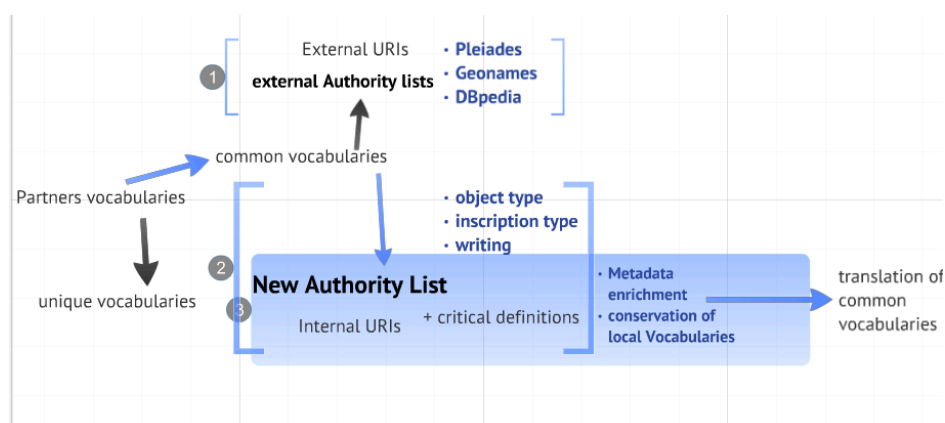 External URIs
external Authority lists
· Pleiades
· Geonames
· DBpedia
1
common vocabularies
Partners vocabularies
unique vocabularies
· object type
· inscription type
· writing
2
New Authority List
3
Internal URIs
+ critical definitions
· Metadata
enrichment
· conservation of
local Vocabularies
translation of
common
vocabularies